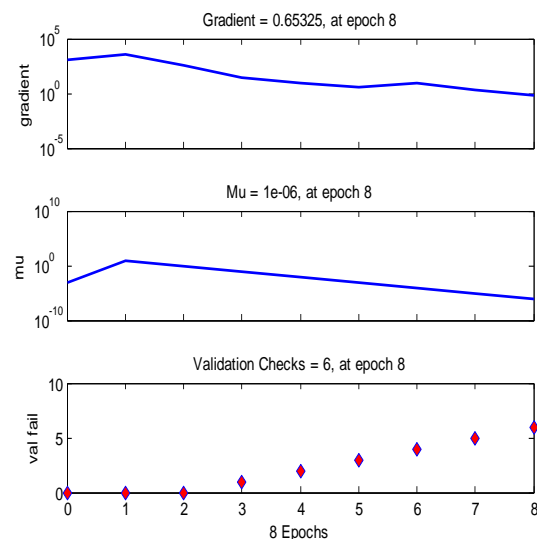 Gradient = 0.65325, at epoch 8
10^5
10^0
10^-5
gradient
Mu = 1e-06, at epoch 8
10^10
10^0
10^-10
mu
Validation Checks = 6, at epoch 8
10
5
0
val fail
0 1 2 3 4 5 6 7 8
8 Epochs